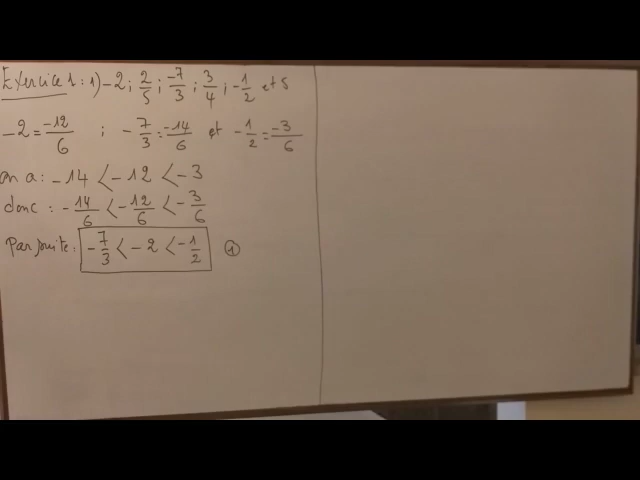 Exercice 1 : 1) -2 ; 2/5 ; -7/3 ; 3/4 ; -1/2 et 5
-2 = -12/6 ; -7/3 = -14/6 et -1/2 = -3/6
on a : -14 < -12 < -3
donc : -14/6 < -12/6 < -3/6
Par suite : -7/3 < -2 < -1/2 ①